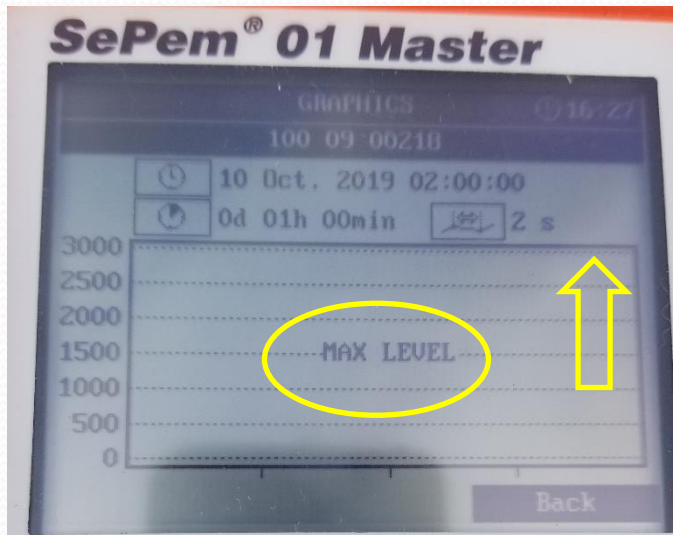 SePem® 01 Master
GRAPHICS 16:27
100 09 00218
10 Oct. 2019 02:00:00
0d 01h 00min 2 s
3000
2500
2000
1500 MAX LEVEL
1000
500
0
Back